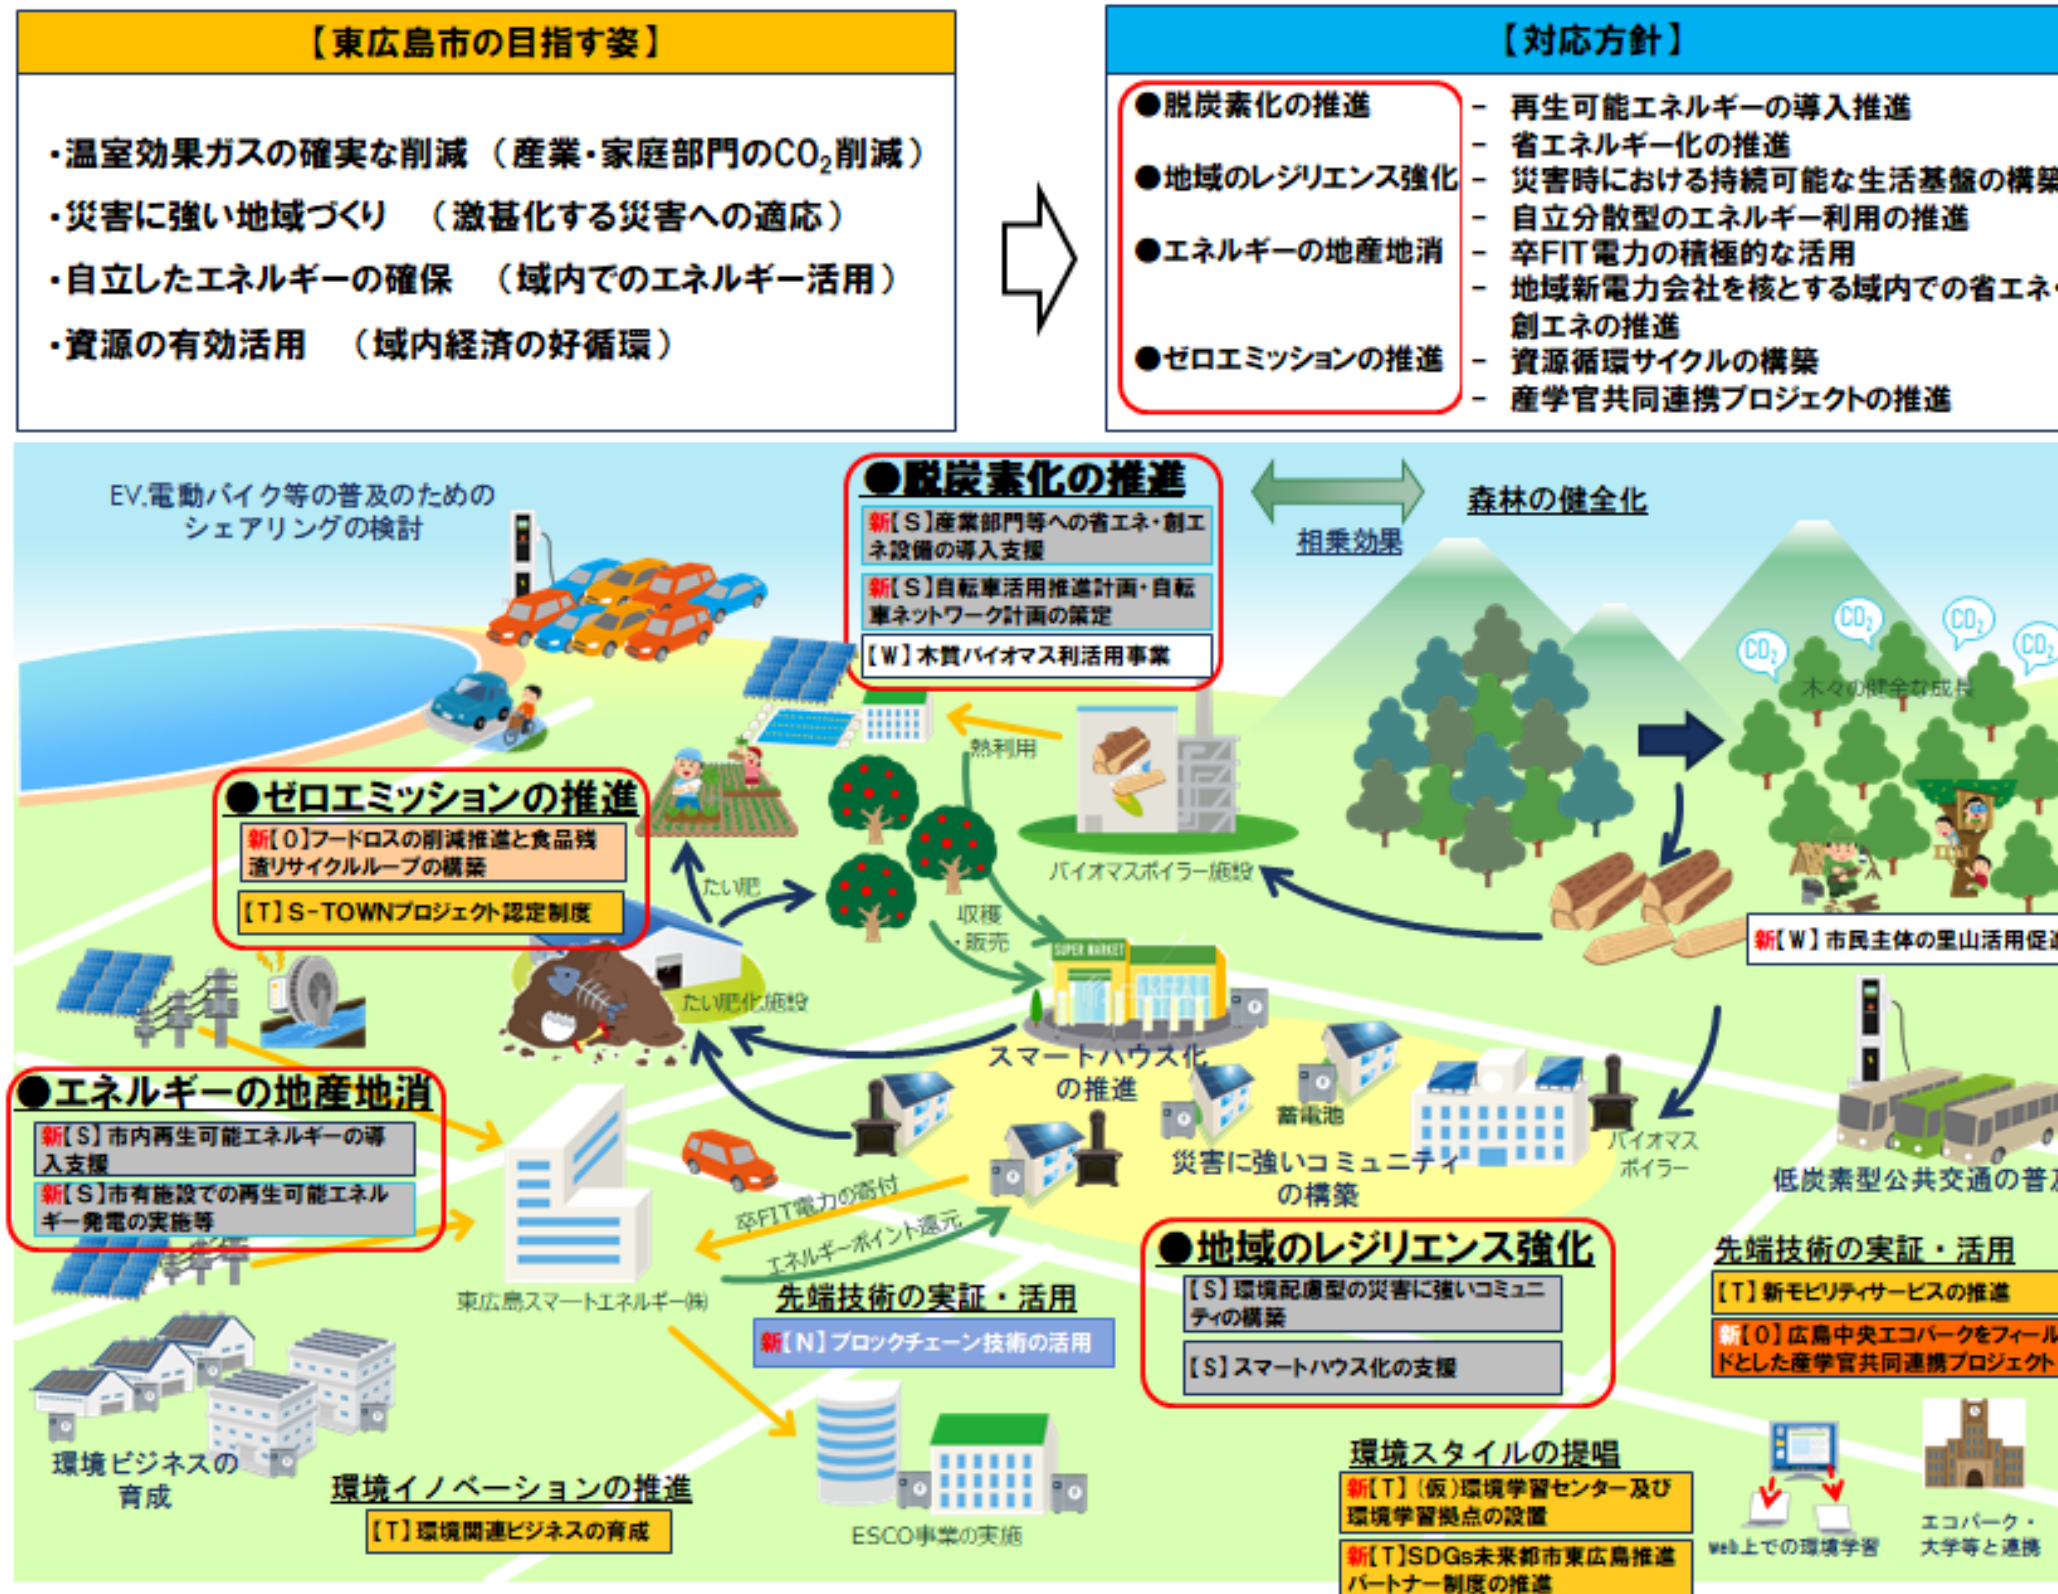 【東広島市の目指す姿】
・温室効果ガスの確実な削減（産業・家庭部門のCO₂削減）
・災害に強い地域づくり　（激甚化する災害への適応）
・自立したエネルギーの確保　（域内でのエネルギー活用）
・資源の有効活用　（域内経済の好循環）
【対応方針】
●脱炭素化の推進　－　再生可能エネルギーの導入推進
－　省エネルギー化の推進
●地域のレジリエンス強化　－　災害時における持続可能な生活基盤の構築
－　自立分散型のエネルギー利用の推進
●エネルギーの地産地消　－　卒FIT電力の積極的な活用
－　地域新電力会社を核とする域内での省エネ・
創エネの推進
●ゼロエミッションの推進　－　資源循環サイクルの構築
－　産学官共同連携プロジェクトの推進
EV.電動バイク等の普及のための
シェアリングの検討
●脱炭素化の推進
新【S】産業部門等への省エネ・創エ
ネ設備の導入支援
新【S】自転車活用推進計画・自転
車ネットワーク計画の策定
【W】木質バイオマス利活用事業
相乗効果
森林の健全化
CO₂
CO₂
CO₂
CO₂
木々の健全な成長
熱利用
バイオマスボイラー施設
●ゼロエミッションの推進
新【O】フードロスの削減推進と食品残
渣リサイクルループの構築
【T】S-TOWNプロジェクト認定制度
たい肥
収穫
・販売
SUPER MARKET
たい肥化施設
新【W】市民主体の里山活用促進
スマートハウス化
の推進
蓄電池
災害に強いコミュニティ
の構築
バイオマス
ボイラー
低炭素型公共交通の普及
●エネルギーの地産地消
新【S】市内再生可能エネルギーの導
入支援
新【S】市有施設での再生可能エネル
ギー発電の実施等
卒FIT電力の寄付
エネルギーポイント還元
東広島スマートエネルギー㈱
先端技術の実証・活用
新【N】ブロックチェーン技術の活用
●地域のレジリエンス強化
【S】環境配慮型の災害に強いコミュニ
ティの構築
【S】スマートハウス化の支援
先端技術の実証・活用
【T】新モビリティサービスの推進
新【O】広島中央エコパークをフィール
ドとした産学官共同連携プロジェクト
環境ビジネスの
育成
環境イノベーションの推進
【T】環境関連ビジネスの育成
ESCO事業の実施
環境スタイルの提唱
新【T】（仮）環境学習センター及び
環境学習拠点の設置
新【T】SDGs未来都市東広島推進
パートナー制度の推進
web上での環境学習
エコパーク・
大学等と連携